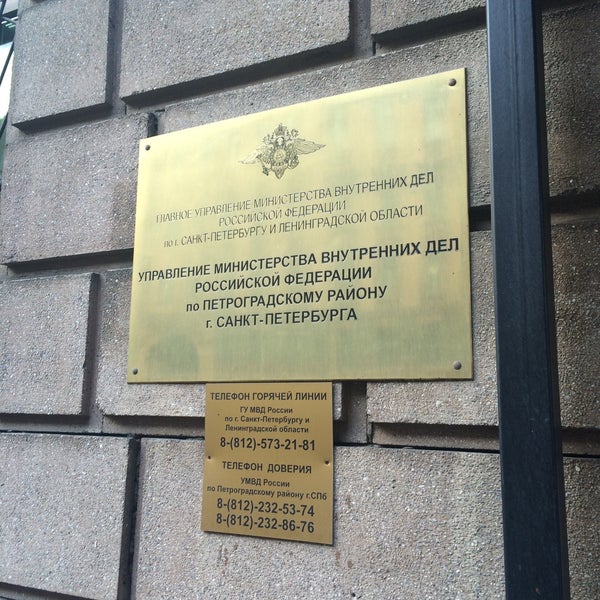 ГЛАВНОЕ УПРАВЛЕНИЕ МИНИСТЕРСТВА ВНУТРЕННИХ ДЕЛ
РОССИЙСКОЙ ФЕДЕРАЦИИ
по г. САНКТ-ПЕТЕРБУРГУ И ЛЕНИНГРАДСКОЙ ОБЛАСТИ
УПРАВЛЕНИЕ МИНИСТЕРСТВА ВНУТРЕННИХ ДЕЛ
РОССИЙСКОЙ ФЕДЕРАЦИИ
по ПЕТРОГРАДСКОМУ РАЙОНУ
г. САНКТ-ПЕТЕРБУРГА
ТЕЛЕФОН ГОРЯЧЕЙ ЛИНИИ
ГУ МВД России
по г. Санкт-Петербургу и
Ленинградской области
8-(812)-573-21-81
ТЕЛЕФОН ДОВЕРИЯ
УМВД России
по Петроградскому району г.СПб
8-(812)-232-53-74
8-(812)-232-86-76